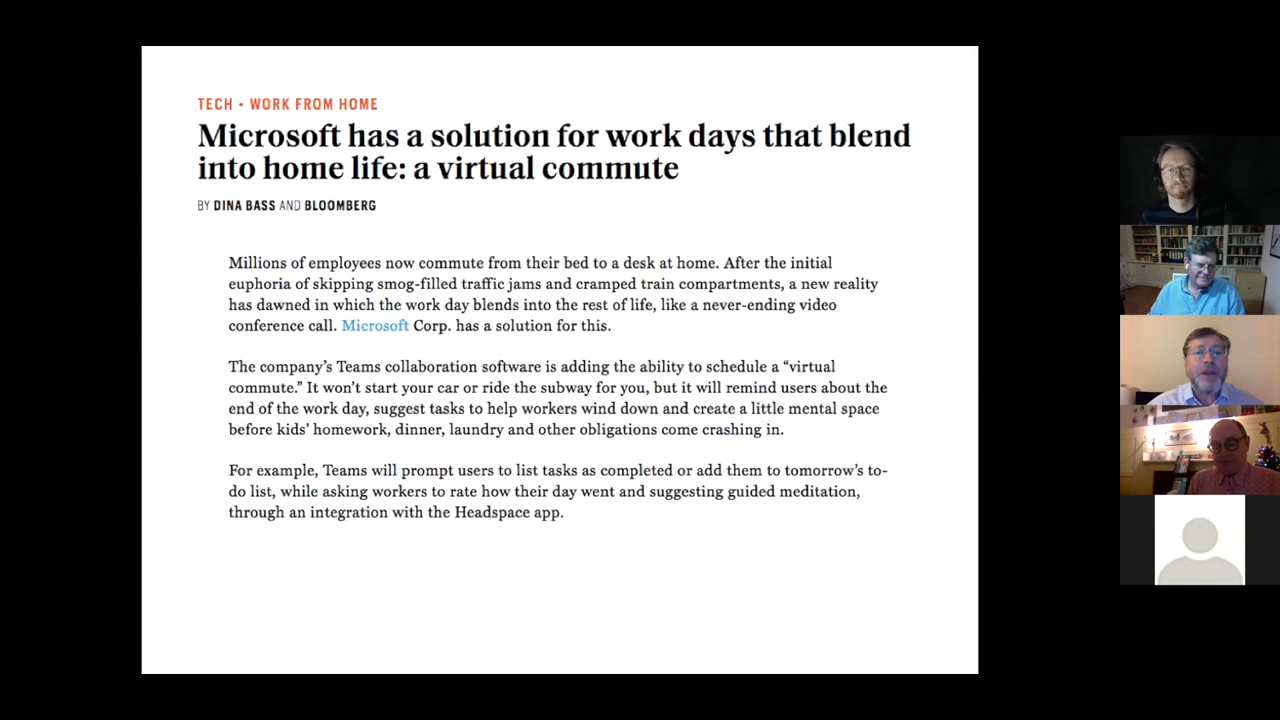 TECH • WORK FROM HOME
Microsoft has a solution for work days that blend
into home life: a virtual commute
BY DINA BASS AND BLOOMBERG
Millions of employees now commute from their bed to a desk at home. After the initial
euphoria of skipping smog-filled traffic jams and cramped train compartments, a new reality
has dawned in which the work day blends into the rest of life, like a never-ending video
conference call. Microsoft Corp. has a solution for this.
The company’s Teams collaboration software is adding the ability to schedule a “virtual
commute.” It won’t start your car or ride the subway for you, but it will remind users about the
end of the work day, suggest tasks to help workers wind down and create a little mental space
before kids’ homework, dinner, laundry and other obligations come crashing in.
For example, Teams will prompt users to list tasks as completed or add them to tomorrow’s to-
do list, while asking workers to rate how their day went and suggesting guided meditation,
through an integration with the Headspace app.